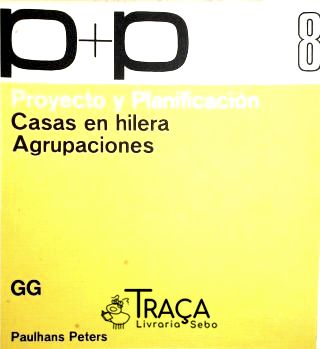 p+p 8
Proyecto y Planificación
Casas en hilera
Agrupaciones
GG
TRAÇA
Livraria Sebo
Paulhans Peters